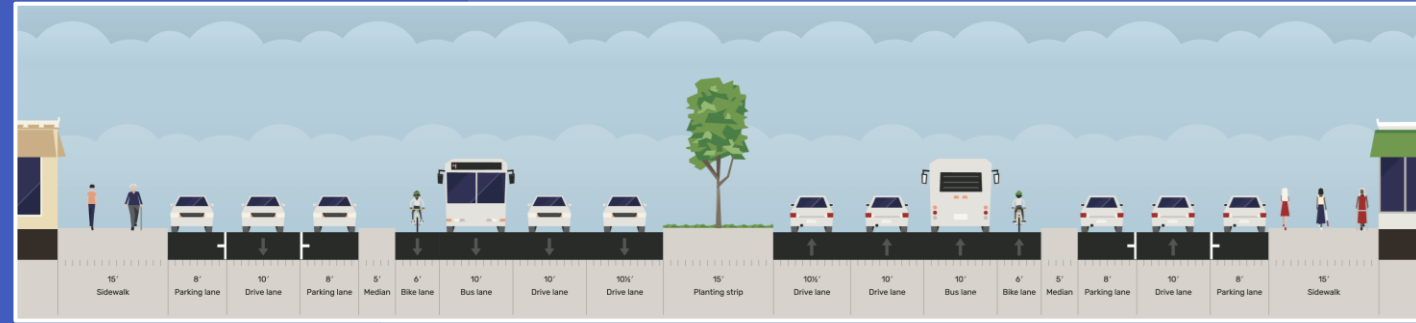 15' 8' 10' 8' 5' 6' 10' 10' 10½' 15' 10½' 10' 10' 6' 5' 8' 10' 8' 15'
Sidewalk Parking lane Drive lane Parking lane Median Bike lane Bus lane Drive lane Drive lane Planting strip Drive lane Drive lane Bus lane Bike lane Median Parking lane Drive lane Parking lane Sidewalk